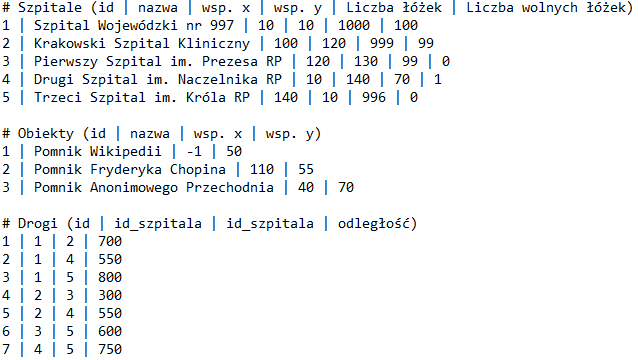 # Szpitale (id | nazwa | wsp. x | wsp. y | Liczba łóżek | Liczba wolnych łóżek)
1 | Szpital Wojewódzki nr 997 | 10 | 10 | 1000 | 100
2 | Krakowski Szpital Kliniczny | 100 | 120 | 999 | 99
3 | Pierwszy Szpital im. Prezesa RP | 120 | 130 | 99 | 0
4 | Drugi Szpital im. Naczelnika RP | 10 | 140 | 70 | 1
5 | Trzeci Szpital im. Króla RP | 140 | 10 | 996 | 0
# Obiekty (id | nazwa | wsp. x | wsp. y)
1 | Pomnik Wikipedii | -1 | 50
2 | Pomnik Fryderyka Chopina | 110 | 55
3 | Pomnik Anonimowego Przechodnia | 40 | 70
# Drogi (id | id_szpitala | id_szpitala | odległość)
1 | 1 | 2 | 700
2 | 1 | 4 | 550
3 | 1 | 5 | 800
4 | 2 | 3 | 300
5 | 2 | 4 | 550
6 | 3 | 5 | 600
7 | 4 | 5 | 750